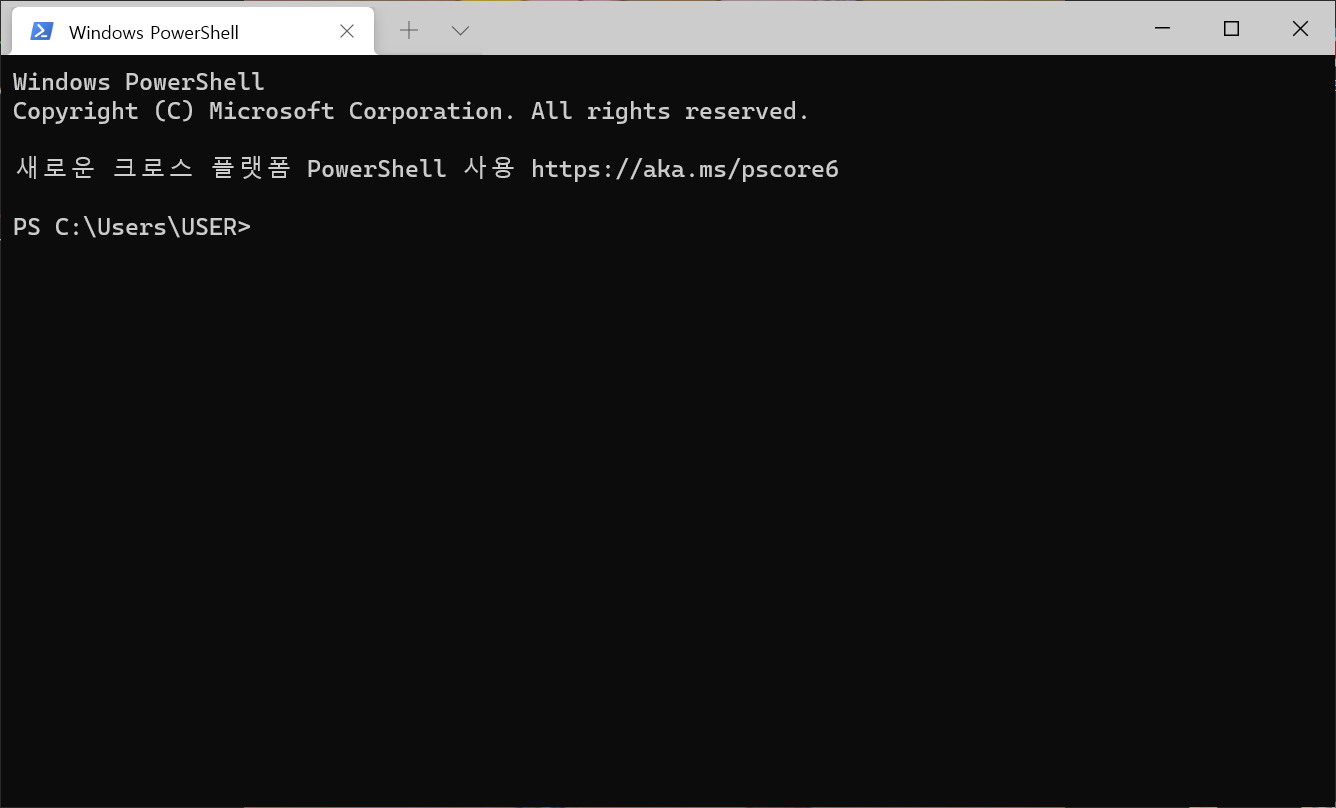 Windows PowerShell
Windows PowerShell
Copyright (C) Microsoft Corporation. All rights reserved.
새로운 크로스 플랫폼 PowerShell 사용 https://aka.ms/pscore6
PS C:\Users\USER>